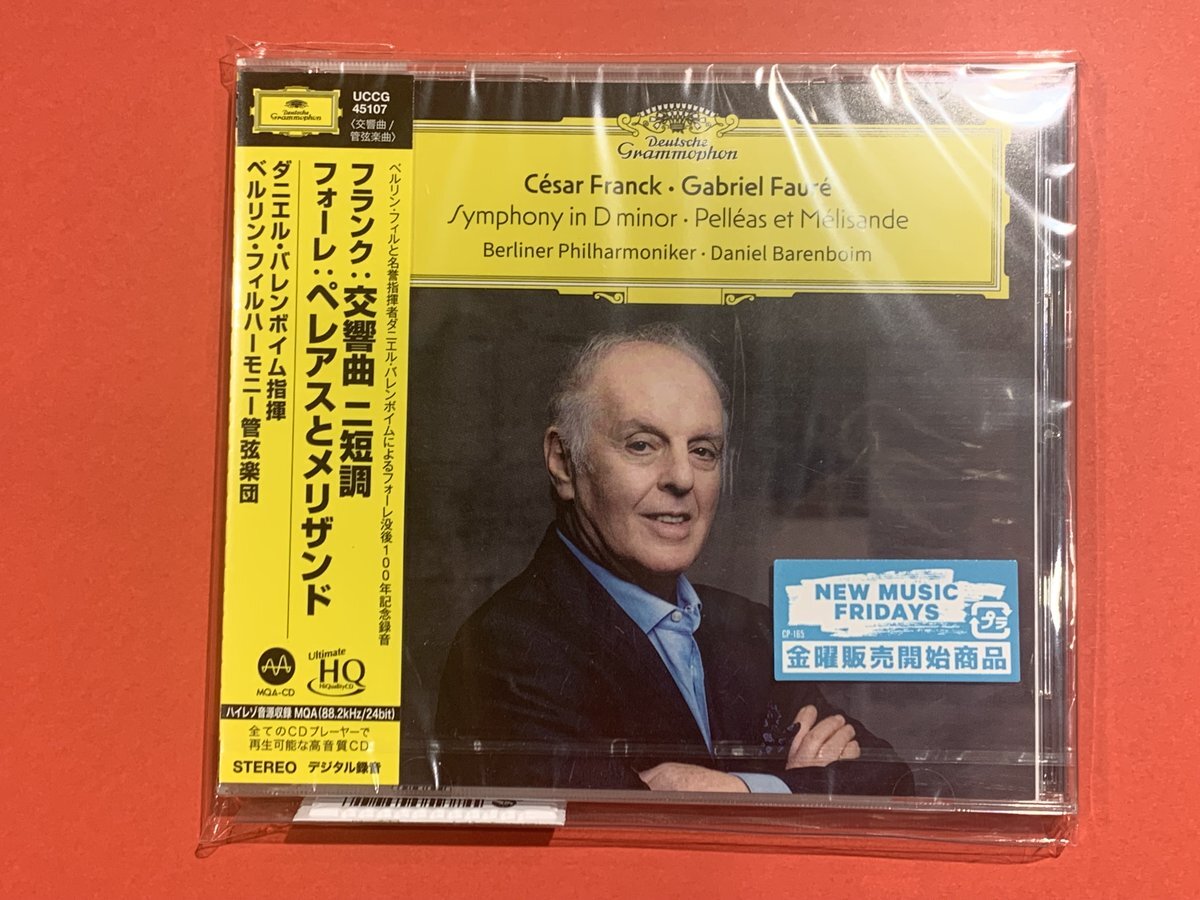 Deutsche
Grammophon
UCCG
45107
〈交響曲/
管弦楽曲〉
ベルリン・フィルと名誉指揮者ダニエル・バレンボイムによるフォーレ没後100年記念録音
フランク:交響曲 ニ短調
フォーレ:ペレアスとメリザンド
ダニエル・バレンボイム指揮
ベルリン・フィルハーモニー管弦楽団
MQA-CD
Ultimate
HQ
HiQualityCD
ハイレゾ音源収録 MQA(88.2kHz/24bit)
全てのCDプレーヤーで
再生可能な高音質CD
STEREO デジタル録音
Deutsche
Grammophon
César Franck · Gabriel Fauré
Symphony in D minor · Pelléas et Mélisande
Berliner Philharmoniker · Daniel Barenboim
NEW MUSIC
FRIDAYS
プラ
CP-165
金曜販売開始商品